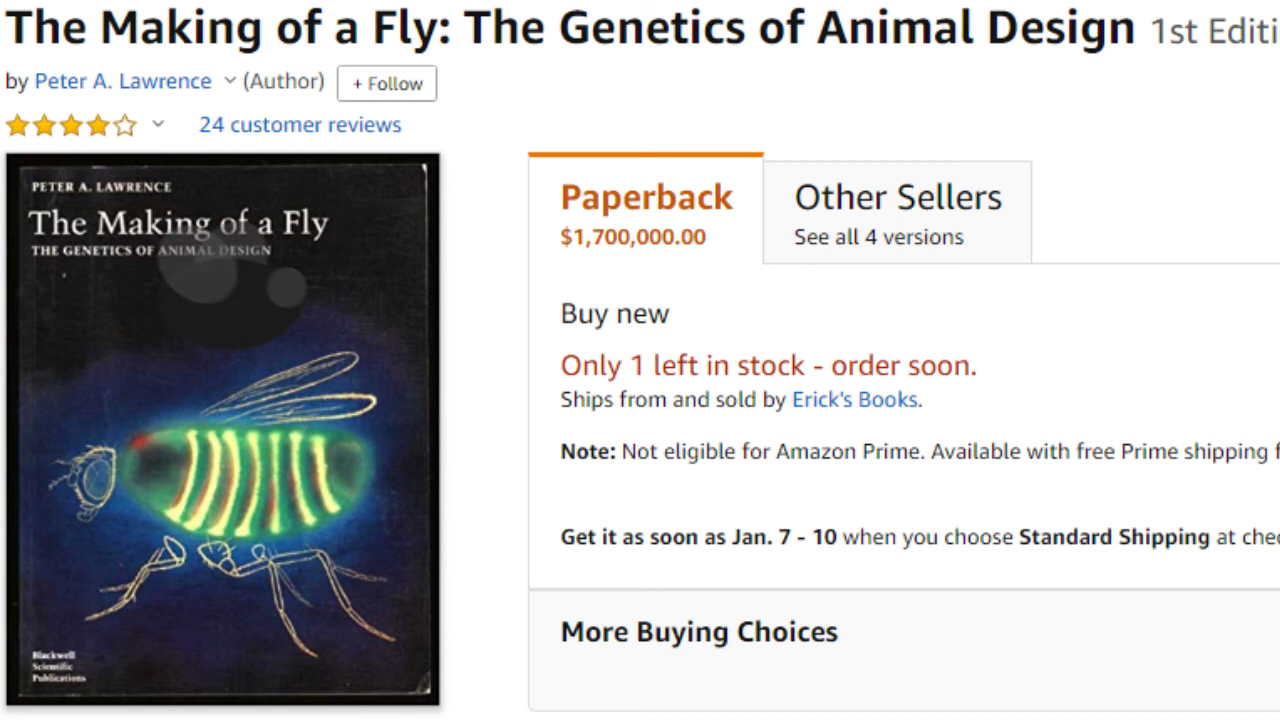 The Making of a Fly: The Genetics of Animal Design 1st Editi
by Peter A. Lawrence (Author) + Follow
24 customer reviews
PETER A. LAWRENCE
The Making of a Fly
THE GENETICS OF ANIMAL DESIGN
Blackwell
Scientific
Publications
Paperback
$1,700,000.00
Other Sellers
See all 4 versions
Buy new
Only 1 left in stock - order soon.
Ships from and sold by Erick's Books.
Note: Not eligible for Amazon Prime. Available with free Prime shipping f
Get it as soon as Jan. 7 - 10 when you choose Standard Shipping at chec
More Buying Choices